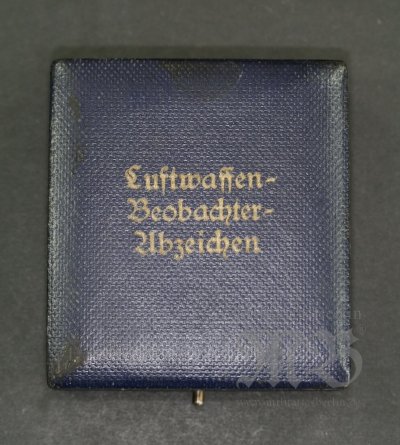 Luftwaffen-
Beobachter-
Abzeichen